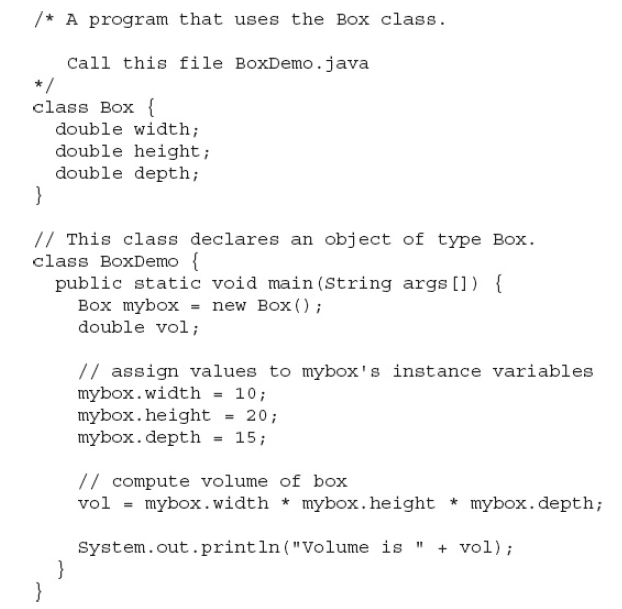 /* A program that uses the Box class.

   Call this file BoxDemo.java
*/
class Box {
  double width;
  double height;
  double depth;
}

// This class declares an object of type Box.
class BoxDemo {
  public static void main(String args[]) {
    Box mybox = new Box();
    double vol;

    // assign values to mybox's instance variables
    mybox.width = 10;
    mybox.height = 20;
    mybox.depth = 15;

    // compute volume of box
    vol = mybox.width * mybox.height * mybox.depth;

    System.out.println("Volume is " + vol);
  }
}